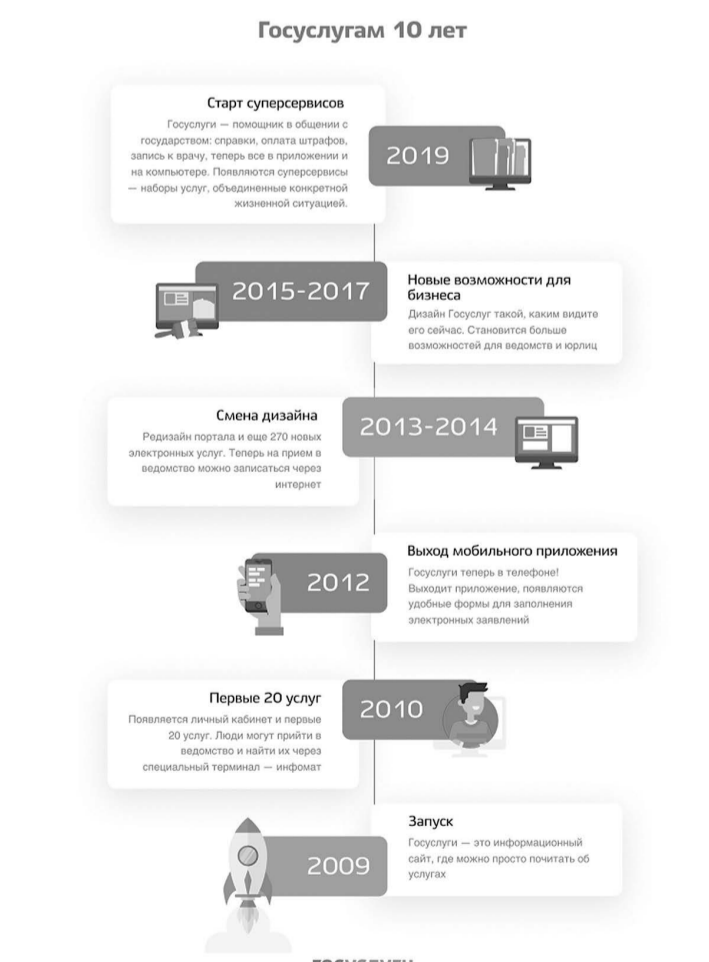 Госуслугам 10 лет
Старт суперсервисов
Госуслуги — помощник в общении с
государством: справки, оплата штрафов,
запись к врачу, теперь все в приложении и
на компьютере. Появляются суперсервисы
— наборы услуг, объединенные конкретной
жизненной ситуацией.
2019
2015-2017
Новые возможности для
бизнеса
Дизайн Госуслуг такой, каким видите
его сейчас. Становится больше
возможностей для ведомств и юрлиц
Смена дизайна
Редизайн портала и еще 270 новых
электронных услуг. Теперь на прием в
ведомство можно записаться через
интернет
2013-2014
2012
Выход мобильного приложения
Госуслуги теперь в телефоне!
Выходит приложение, появляются
удобные формы для заполнения
электронных заявлений
Первые 20 услуг
Появляется личный кабинет и первые
20 услуг. Люди могут прийти в
ведомство и найти их через
специальный терминал — инфомат
2010
2009
Запуск
Госуслуги — это информационный
сайт, где можно просто почитать об
услугах